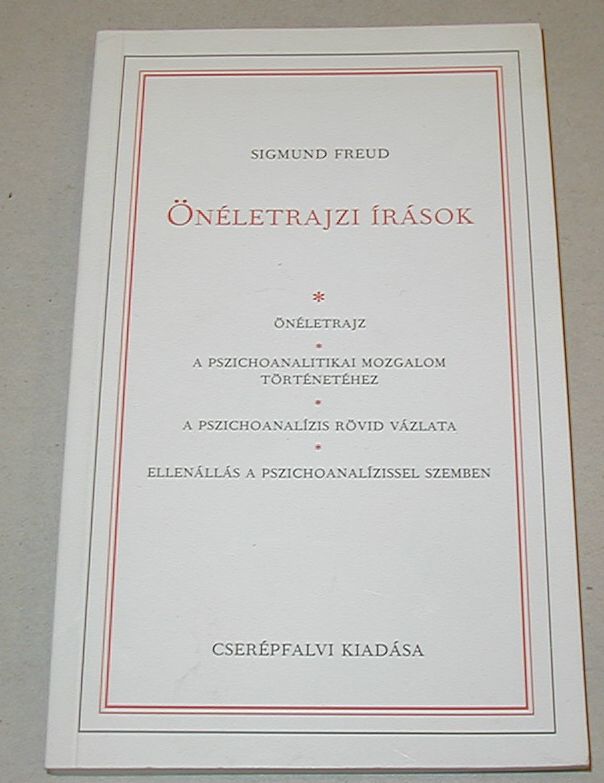 SIGMUND FREUD
ÖNÉLETRAJZI ÍRÁSOK
*
ÖNÉLETRAJZ
*
A PSZICHOANALITIKAI MOZGALOM
TÖRTÉNETÉHEZ
*
A PSZICHOANALÍZIS RÖVID VÁZLATA
*
ELLENÁLLÁS A PSZICHOANALÍZISSEL SZEMBEN
CSERÉPFALVI KIADÁSA